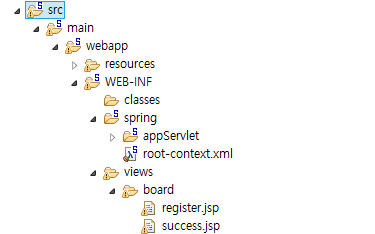 src
main
webapp
resources
WEB-INF
classes
spring
appServlet
root-context.xml
views
board
register.jsp
success.jsp